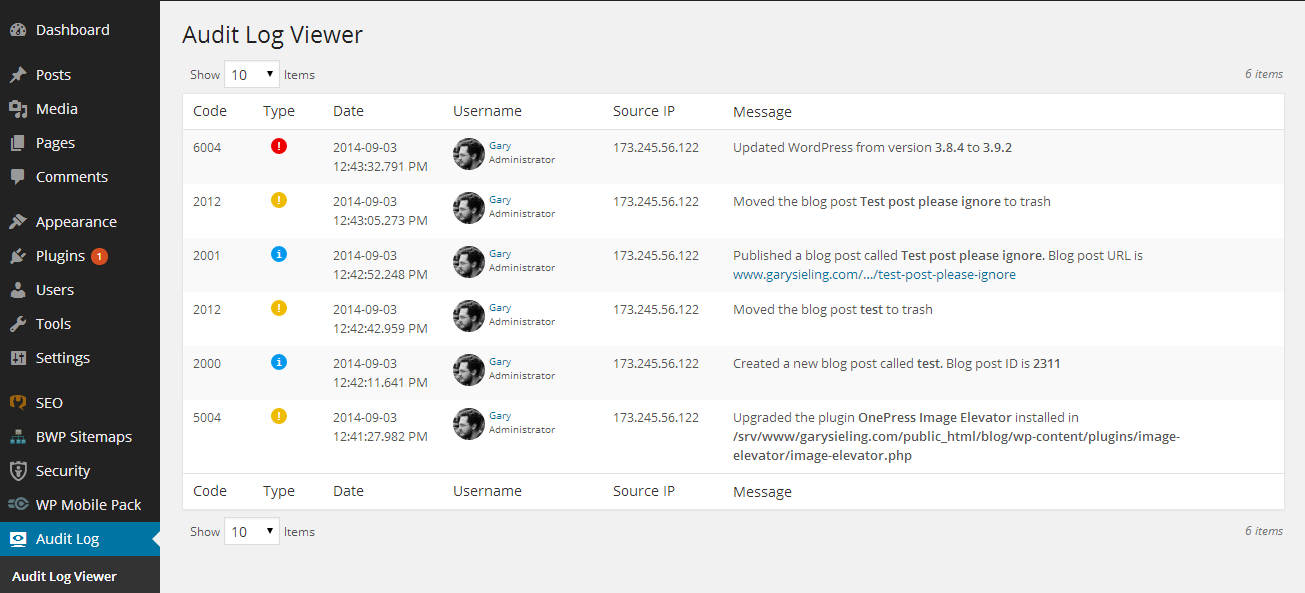 Dashboard
Posts
Media
Pages
Comments
Appearance
Plugins 1
Users
Tools
Settings
SEO
BWP Sitemaps
Security
WP Mobile Pack
Audit Log
Audit Log Viewer
Audit Log Viewer
Show 10 Items
6 items
Code Type Date Username Source IP Message
6004 ! 2014-09-03 12:43:32.791 PM Gary Administrator 173.245.56.122 Updated WordPress from version 3.8.4 to 3.9.2
2012 ! 2014-09-03 12:43:05.273 PM Gary Administrator 173.245.56.122 Moved the blog post Test post please ignore to trash
2001 i 2014-09-03 12:42:52.248 PM Gary Administrator 173.245.56.122 Published a blog post called Test post please ignore. Blog post URL is
www.garysieling.com/.../test-post-please-ignore
2012 ! 2014-09-03 12:42:42.959 PM Gary Administrator 173.245.56.122 Moved the blog post test to trash
2000 i 2014-09-03 12:42:11.641 PM Gary Administrator 173.245.56.122 Created a new blog post called test. Blog post ID is 2311
5004 ! 2014-09-03 12:41:27.982 PM Gary Administrator 173.245.56.122 Upgraded the plugin OnePress Image Elevator installed in
/srv/www/garysieling.com/public_html/blog/wp-content/plugins/image-
elevator/image-elevator.php
Code Type Date Username Source IP Message
Show 10 Items
6 items